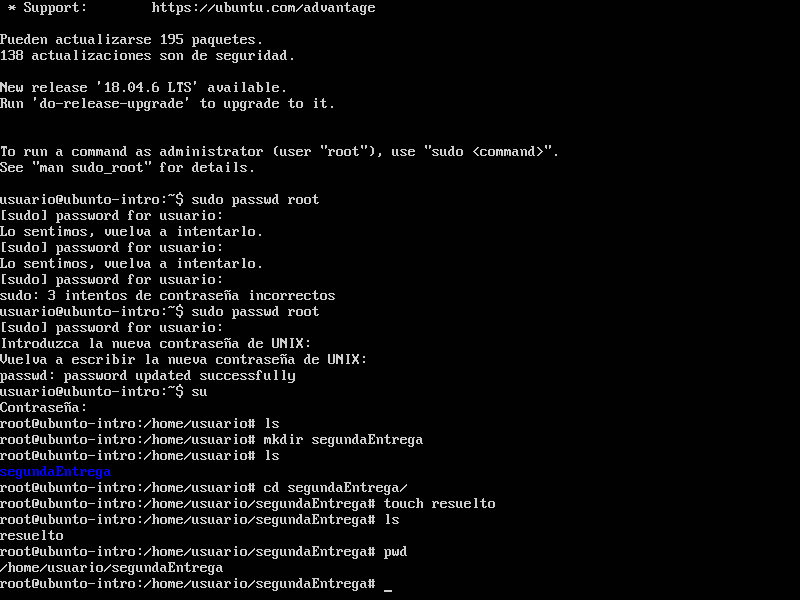 * Support:        https://ubuntu.com/advantage
Pueden actualizarse 195 paquetes.
138 actualizaciones son de seguridad.
New release '18.04.6 LTS' available.
Run 'do-release-upgrade' to upgrade to it.
To run a command as administrator (user "root"), use "sudo <command>".
See "man sudo_root" for details.
usuario@ubunto-intro:~$ sudo passwd root
[sudo] password for usuario:
Lo sentimos, vuelva a intentarlo.
[sudo] password for usuario:
Lo sentimos, vuelva a intentarlo.
[sudo] password for usuario:
sudo: 3 intentos de contraseña incorrectos
usuario@ubunto-intro:~$ sudo passwd root
[sudo] password for usuario:
Introduzca la nueva contraseña de UNIX:
Vuelva a escribir la nueva contraseña de UNIX:
passwd: password updated successfully
usuario@ubunto-intro:~$ su
Contraseña:
root@ubunto-intro:/home/usuario# ls
root@ubunto-intro:/home/usuario# mkdir segundaEntrega
root@ubunto-intro:/home/usuario# ls
segundaEntrega
root@ubunto-intro:/home/usuario# cd segundaEntrega/
root@ubunto-intro:/home/usuario/segundaEntrega# touch resuelto
root@ubunto-intro:/home/usuario/segundaEntrega# ls
resuelto
root@ubunto-intro:/home/usuario/segundaEntrega# pwd
/home/usuario/segundaEntrega
root@ubunto-intro:/home/usuario/segundaEntrega# _